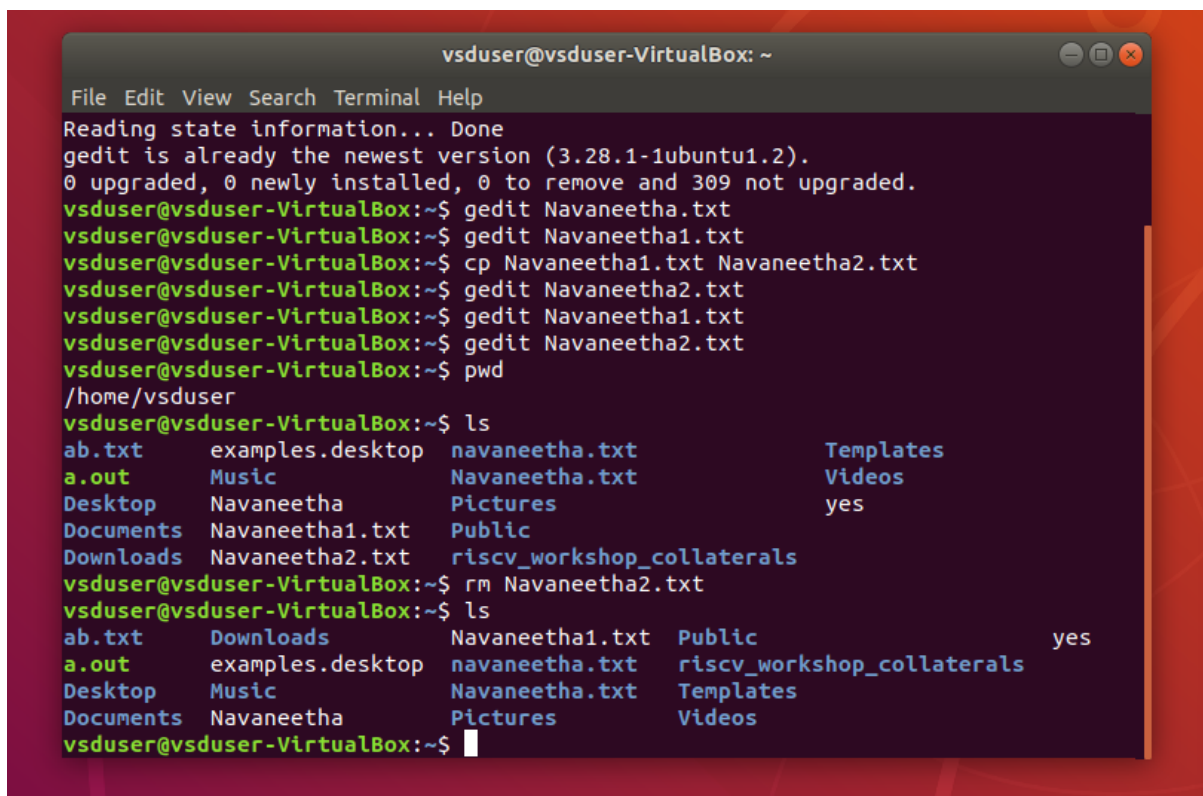 vsduser@vsduser-VirtualBox: ~
File Edit View Search Terminal Help
Reading state information... Done
gedit is already the newest version (3.28.1-1ubuntu1.2).
0 upgraded, 0 newly installed, 0 to remove and 309 not upgraded.
vsduser@vsduser-VirtualBox:~$ gedit Navaneetha.txt
vsduser@vsduser-VirtualBox:~$ gedit Navaneetha1.txt
vsduser@vsduser-VirtualBox:~$ cp Navaneetha1.txt Navaneetha2.txt
vsduser@vsduser-VirtualBox:~$ gedit Navaneetha2.txt
vsduser@vsduser-VirtualBox:~$ gedit Navaneetha1.txt
vsduser@vsduser-VirtualBox:~$ gedit Navaneetha2.txt
vsduser@vsduser-VirtualBox:~$ pwd
/home/vsduser
vsduser@vsduser-VirtualBox:~$ ls
ab.txt examples.desktop navaneetha.txt Templates
a.out Music Navaneetha.txt Videos
Desktop Navaneetha Pictures yes
Documents Navaneetha1.txt Public
Downloads Navaneetha2.txt riscv_workshop_collaterals
vsduser@vsduser-VirtualBox:~$ rm Navaneetha2.txt
vsduser@vsduser-VirtualBox:~$ ls
ab.txt Downloads Navaneetha1.txt Public yes
a.out examples.desktop navaneetha.txt riscv_workshop_collaterals
Desktop Music Navaneetha.txt Templates
Documents Navaneetha Pictures Videos
vsduser@vsduser-VirtualBox:~$